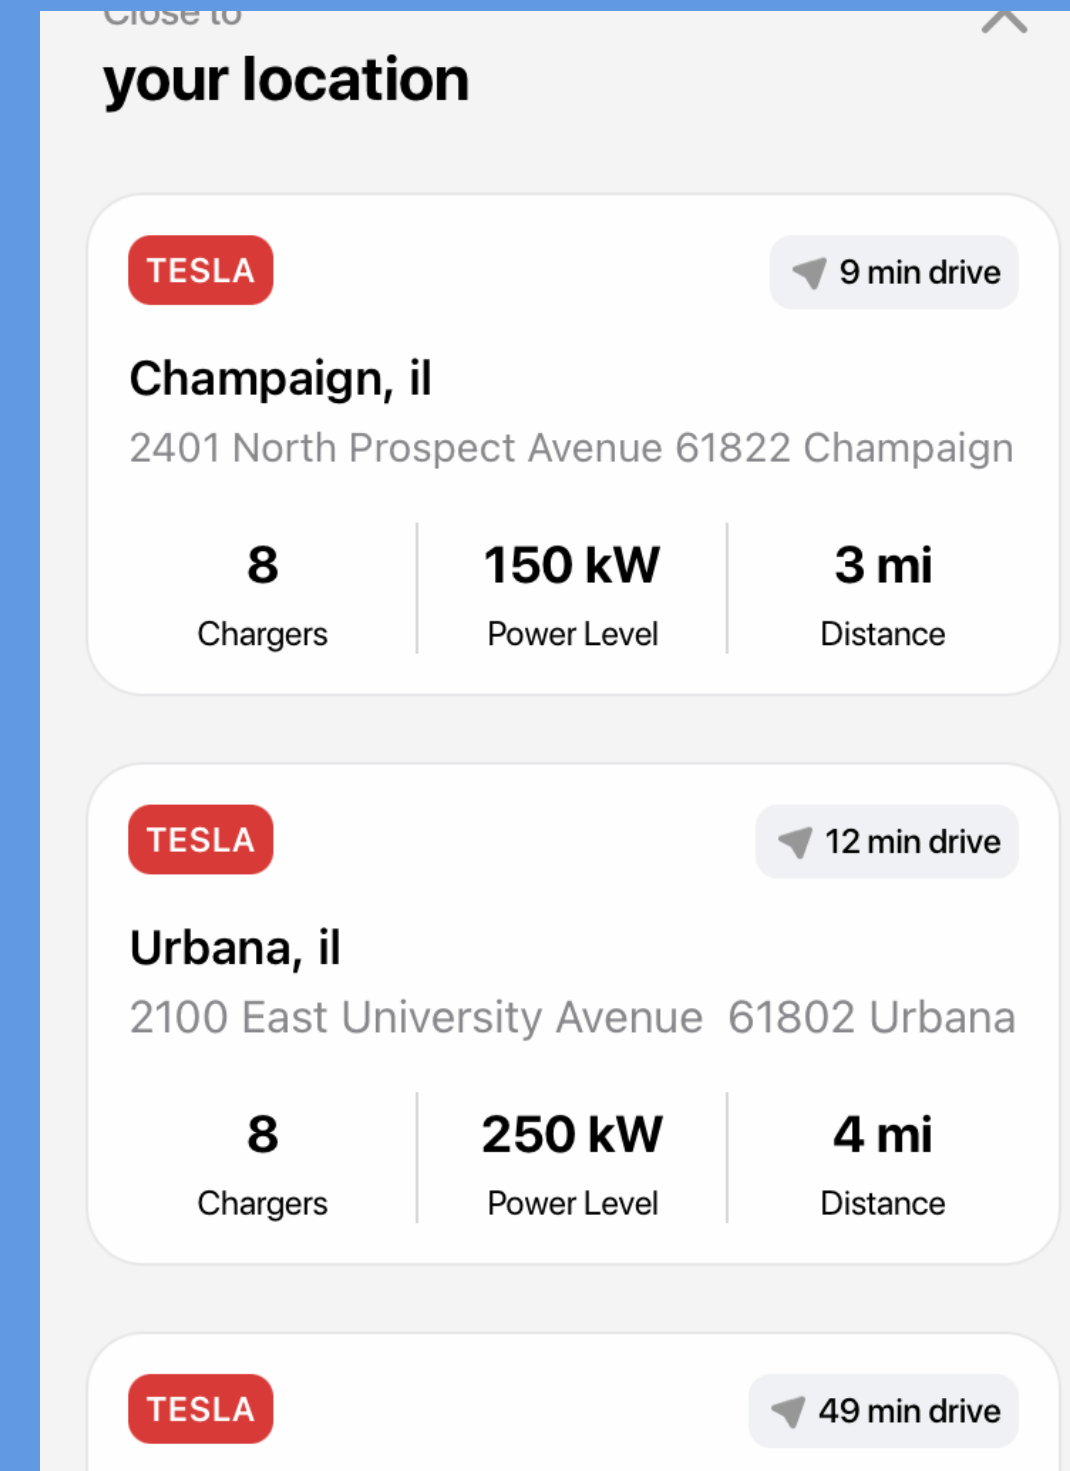 Close to
your location
TESLA
9 min drive
Champaign, il
2401 North Prospect Avenue 61822 Champaign
8
150 kW
3 mi
Chargers
Power Level
Distance
TESLA
12 min drive
Urbana, il
2100 East University Avenue  61802 Urbana
8
250 kW
4 mi
Chargers
Power Level
Distance
TESLA
49 min drive